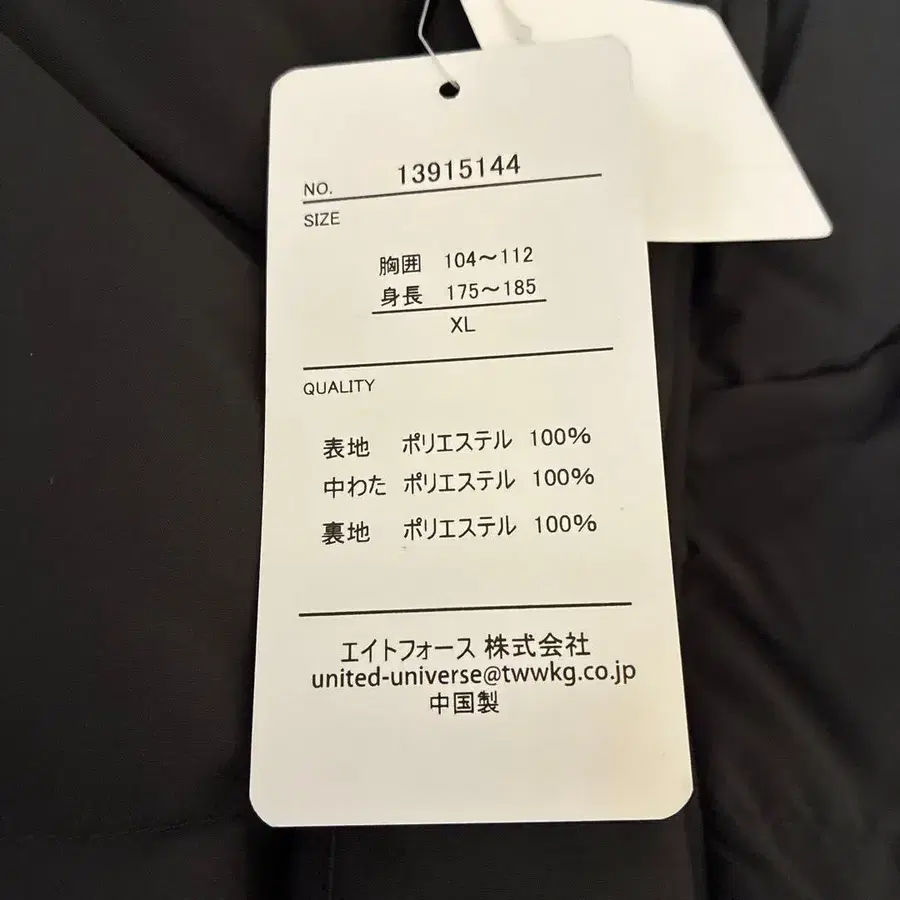 NO. 13915144
SIZE
胸囲 104～112
身長 175～185
XL
QUALITY
表地 ポリエステル 100%
中わた ポリエステル 100%
裏地 ポリエステル 100%
エイトフォース 株式会社
united-universe@twwkg.co.jp
中国製